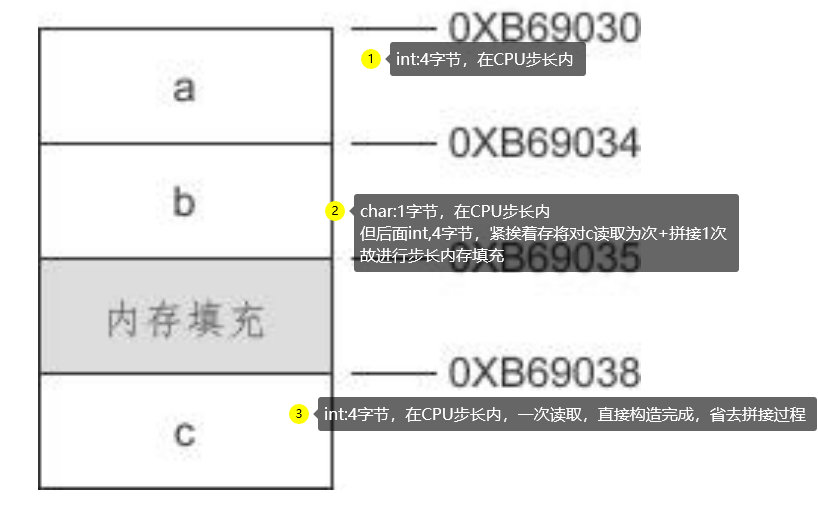 0XB69030
1 int:4字节，在CPU步长内
a
0XB69034
b
2 char:1字节，在CPU步长内
但后面int,4字节，紧挨着存将对c读取为次+拼接1次
故进行步长内存填充
0XB69035
内存填充
0XB69038
3 int:4字节，在CPU步长内，一次读取，直接构造完成，省去拼接过程
c